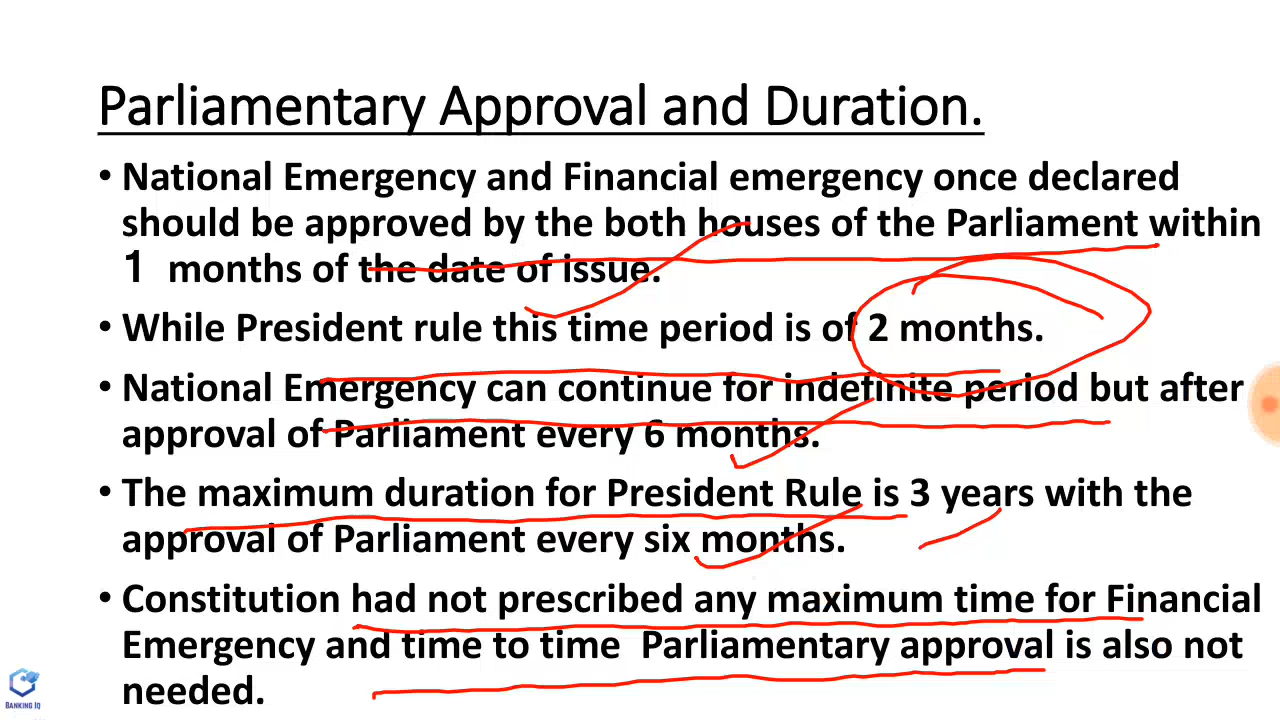 Parliamentary Approval and Duration.
• National Emergency and Financial emergency once declared
should be approved by the both houses of the Parliament within
1 months of the date of issue.
• While President rule this time period is of 2 months.
• National Emergency can continue for indefinite period but after
approval of Parliament every 6 months.
• The maximum duration for President Rule is 3 years with the
approval of Parliament every six months.
• Constitution had not prescribed any maximum time for Financial
Emergency and time to time Parliamentary approval is also not
needed.
BANKING IQ